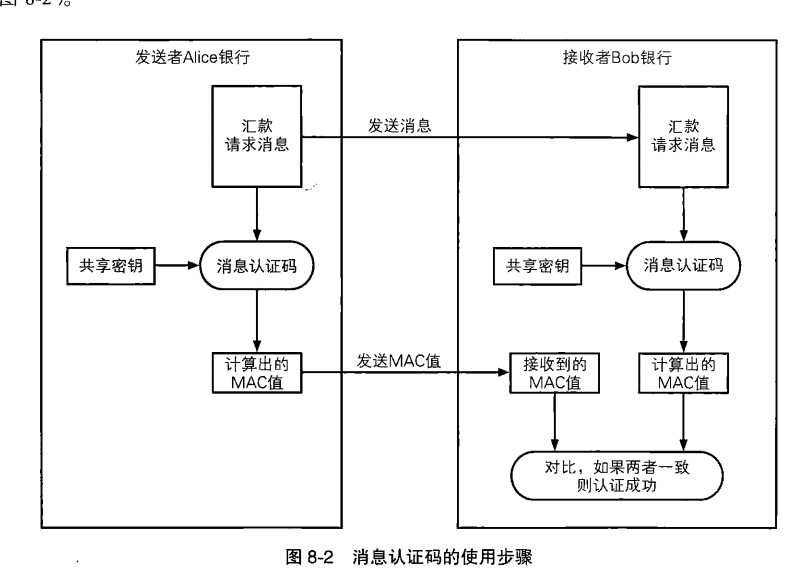 图 8-2）。
发送者Alice银行
接收者Bob银行
汇款
请求消息
发送消息
汇款
请求消息
共享密钥
消息认证码
共享密钥
消息认证码
计算出的
MAC值
发送MAC值
接收到的
MAC值
计算出的
MAC值
对比，如果两者一致
则认证成功
图 8-2 消息认证码的使用步骤